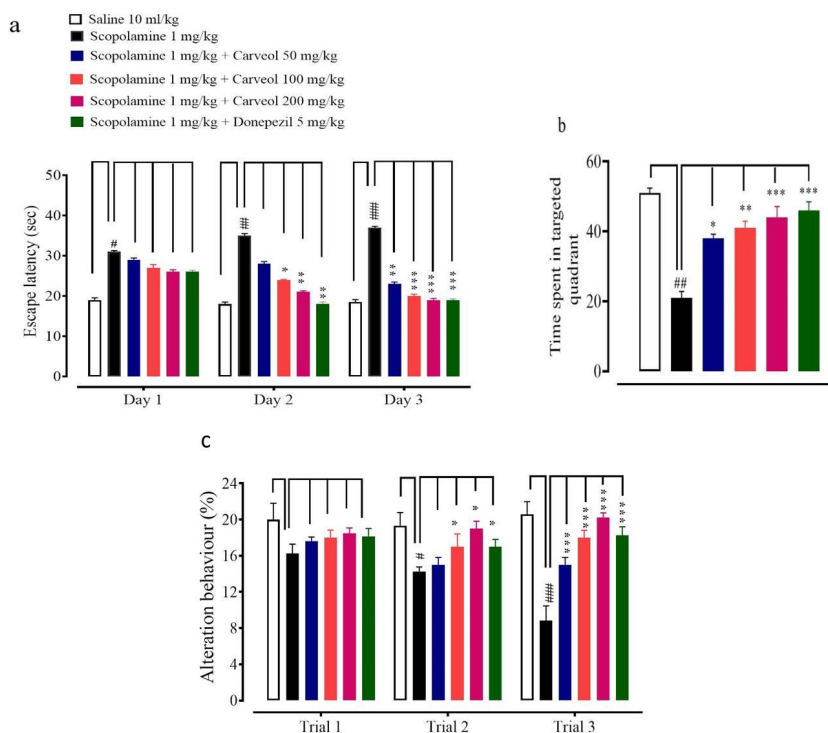 a
Saline 10 ml/kg
Scopolamine 1 mg/kg
Scopolamine 1 mg/kg + Carveol 50 mg/kg
Scopolamine 1 mg/kg + Carveol 100 mg/kg
Scopolamine 1 mg/kg + Carveol 200 mg/kg
Scopolamine 1 mg/kg + Donepezil 5 mg/kg
Escape latency (sec)
50
40
30
20
10
0
#
##
*
**
**
###
**
***
***
***
Day 1
Day 2
Day 3
b
Time spent in targeted
quadrant
60
40
20
0
##
*
**
***
***
c
Alteration behaviour (%)
24
20
16
12
8
4
0
#
*
*
*
###
***
***
***
***
Trial 1
Trial 2
Trial 3